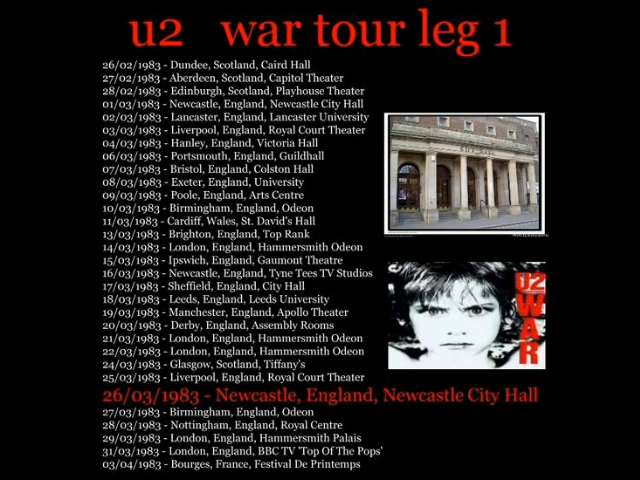 u2 war tour leg 1
26/02/1983 - Dundee, Scotland, Caird Hall
27/02/1983 - Aberdeen, Scotland, Capitol Theater
28/02/1983 - Edinburgh, Scotland, Playhouse Theater
01/03/1983 - Newcastle, England, Newcastle City Hall
02/03/1983 - Lancaster, England, Lancaster University
03/03/1983 - Liverpool, England, Royal Court Theater
04/03/1983 - Hanley, England, Victoria Hall
06/03/1983 - Portsmouth, England, Guildhall
07/03/1983 - Bristol, England, Colston Hall
08/03/1983 - Exeter, England, University
09/03/1983 - Poole, England, Arts Centre
10/03/1983 - Birmingham, England, Odeon
11/03/1983 - Cardiff, Wales, St. David's Hall
13/03/1983 - Brighton, England, Top Rank
14/03/1983 - London, England, Hammersmith Odeon
15/03/1983 - Ipswich, England, Gaumont Theatre
16/03/1983 - Newcastle, England, Tyne Tees TV Studios
17/03/1983 - Sheffield, England, City Hall
18/03/1983 - Leeds, England, Leeds University
19/03/1983 - Manchester, England, Apollo Theater
20/03/1983 - Derby, England, Assembly Rooms
21/03/1983 - London, England, Hammersmith Odeon
22/03/1983 - London, England, Hammersmith Odeon
24/03/1983 - Glasgow, Scotland, Tiffany's
25/03/1983 - Liverpool, England, Royal Court Theater
26/03/1983 - Newcastle, England, Newcastle City Hall
27/03/1983 - Birmingham, England, Odeon
28/03/1983 - Nottingham, England, Royal Centre
29/03/1983 - London, England, Hammersmith Palais
31/03/1983 - London, England, BBC TV 'Top Of The Pops'
03/04/1983 - Bourges, France, Festival De Printemps
CITY HALL
U2
WAR